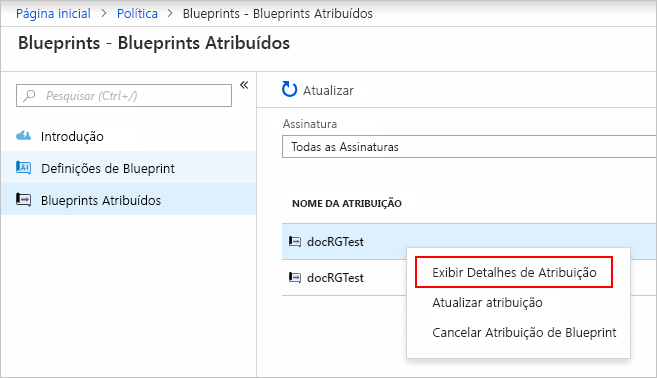 Página inicial > Política > Blueprints - Blueprints Atribuídos
Blueprints - Blueprints Atribuídos
Pesquisar (Ctrl+/)
«
Introdução
Definições de Blueprint
Blueprints Atribuídos
Atualizar
Assinatura
Todas as Assinaturas
NOME DA ATRIBUIÇÃO
docRGTest
docRGTest
Exibir Detalhes de Atribuição
Atualizar atribuição
Cancelar Atribuição de Blueprint